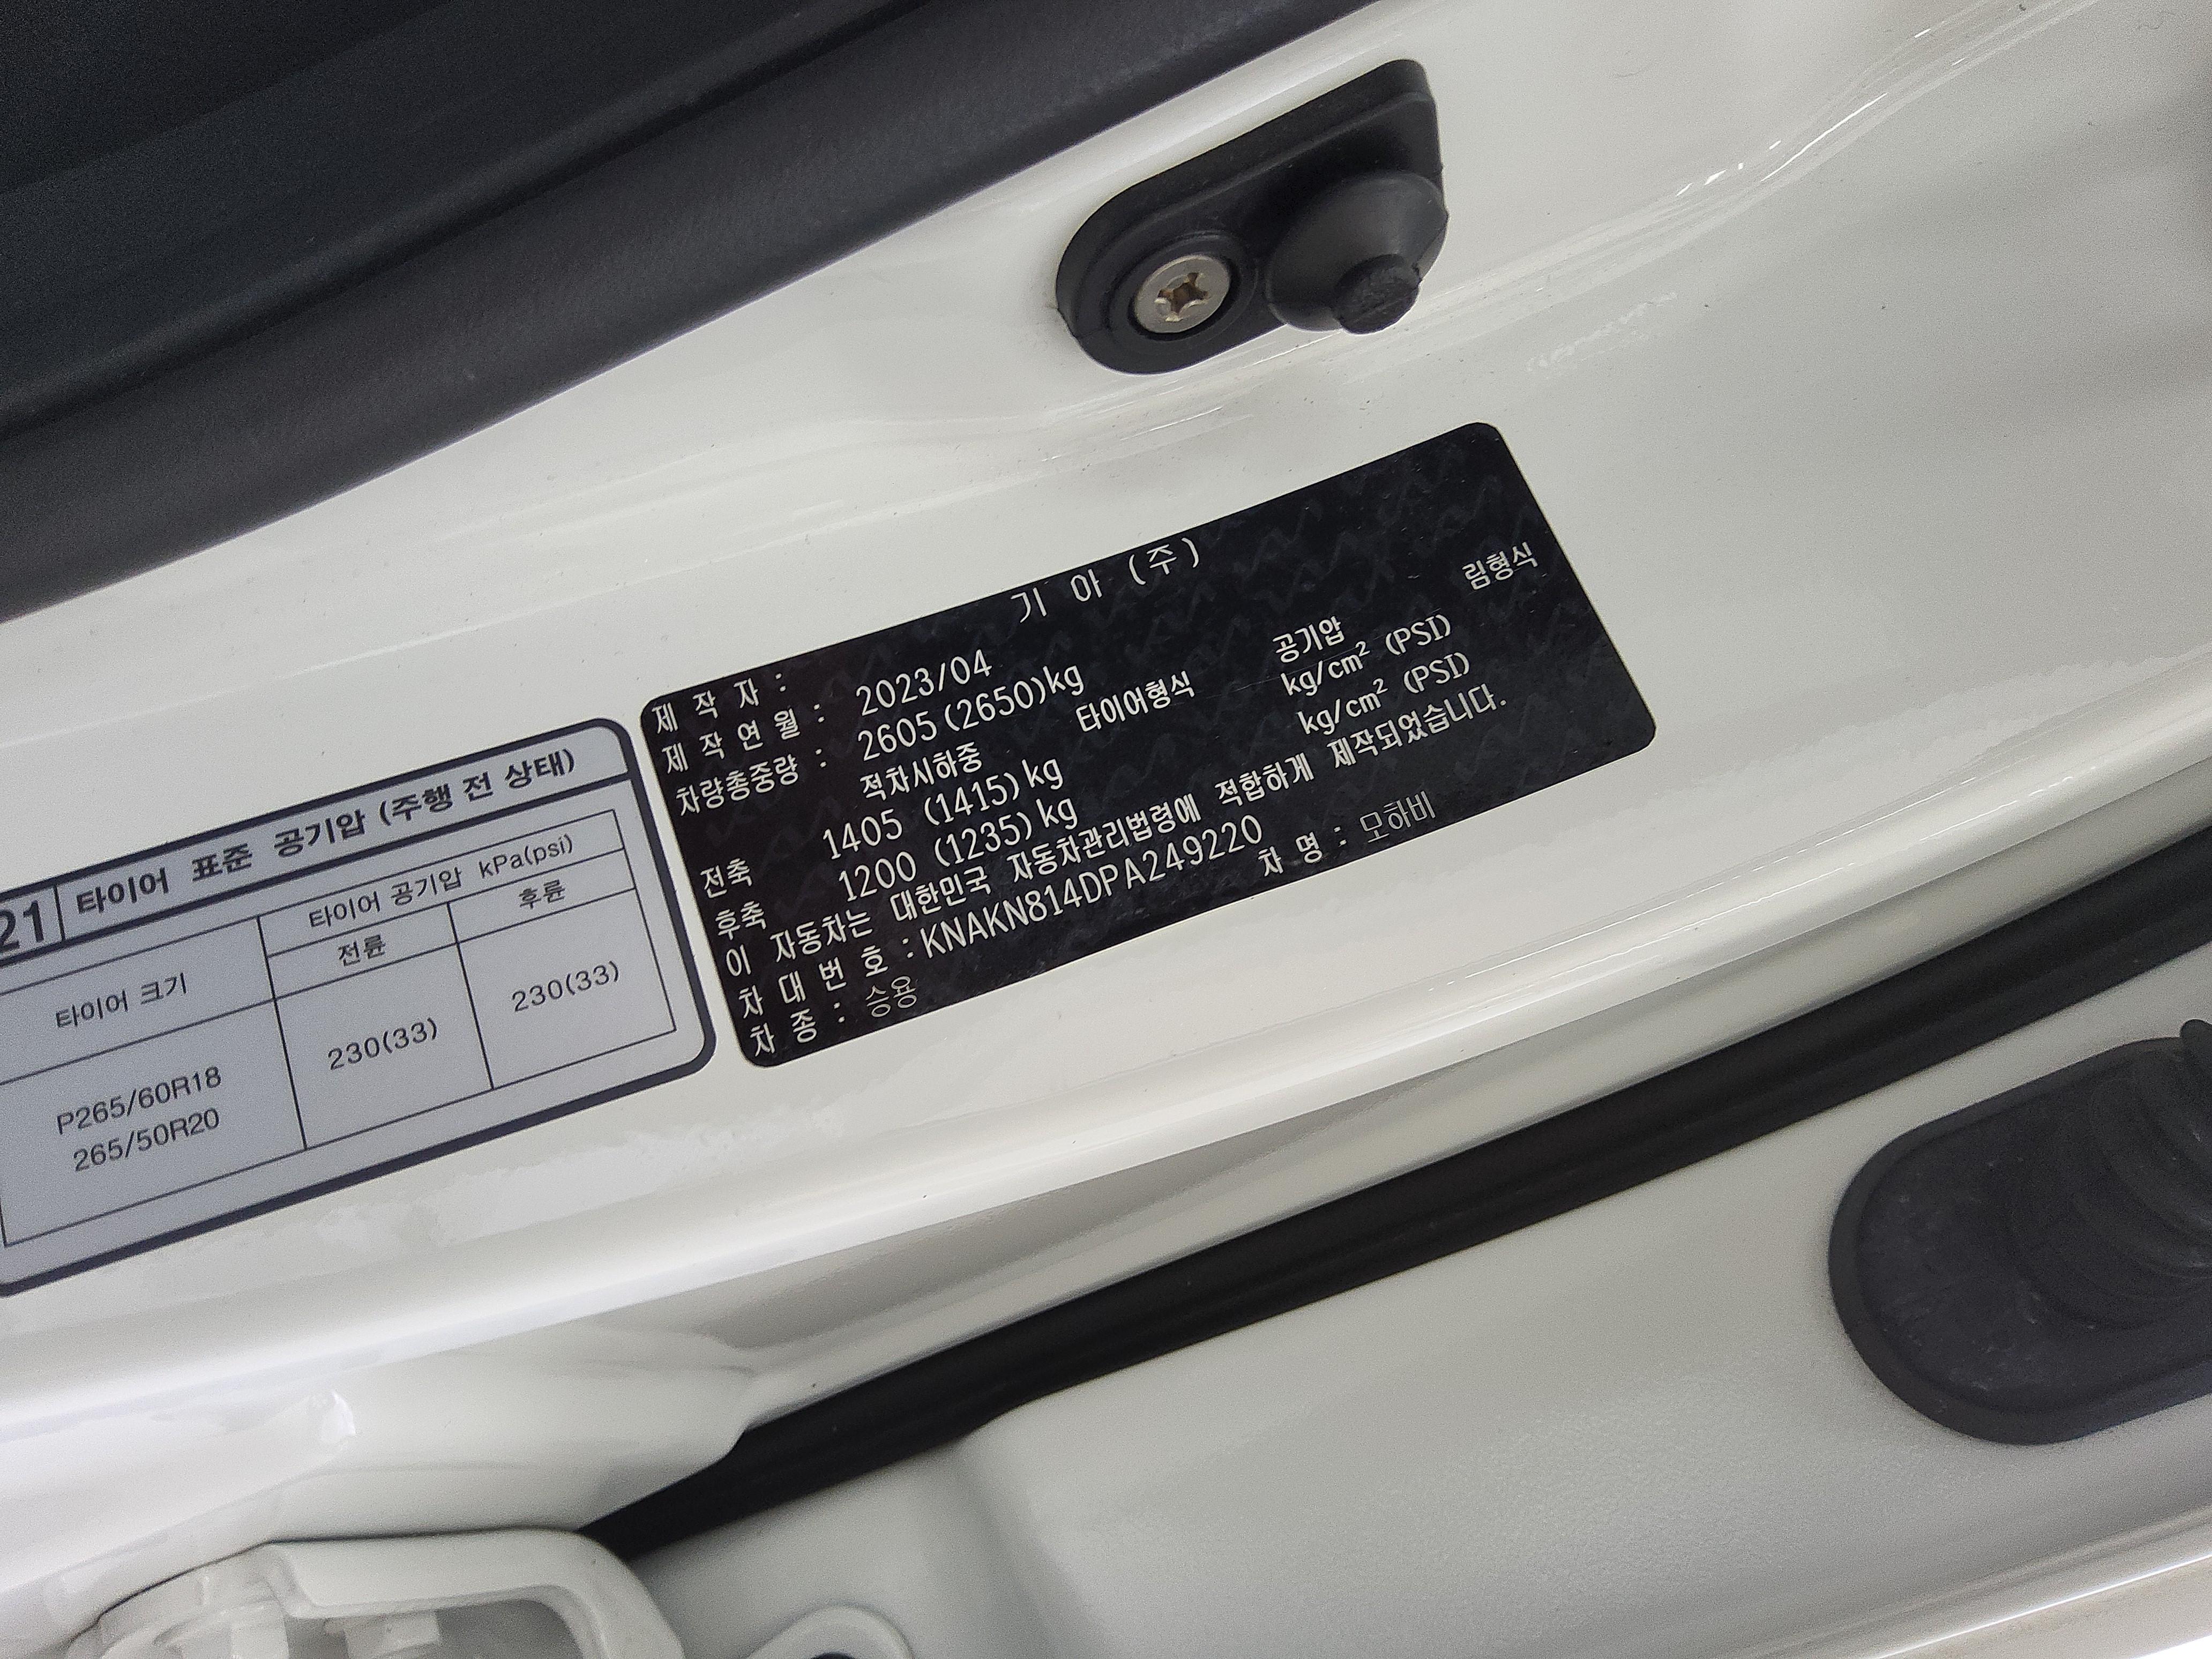 21 타이어 표준 공기압 (주행 전 상태)
타이어 크기 타이어 공기압 kPa(psi)
전륜 후륜
P265/60R18
265/50R20
230(33) 230(33)
제 작 자 : 기 아 (주)
제 작 연 월 : 2023/04
차량총중량 : 2605(2650)kg
적차시하중 타이어형식 공기압 림형식
전축 1405 (1415)kg kg/cm² (PSI)
후축 1200 (1235)kg kg/cm² (PSI)
이 자동차는 대한민국 자동차관리법령에 적합하게 제작되었습니다.
차 대 번 호 : KNAKN814DPA249220
차 종 : 승용 차 명 : 모하비